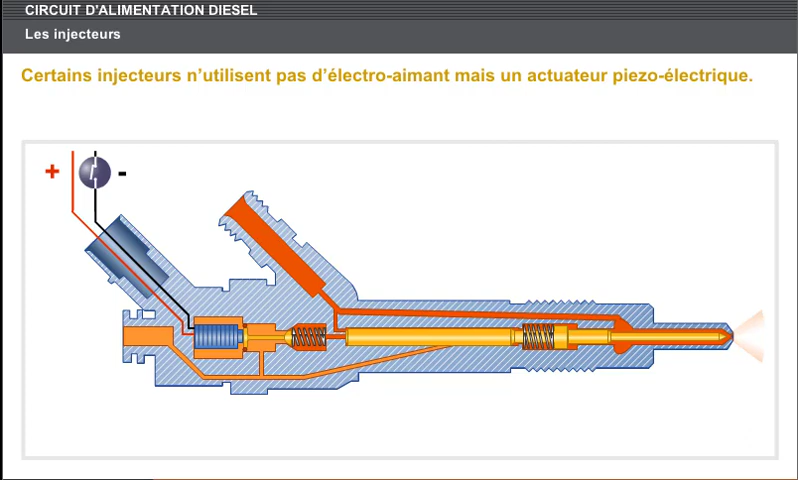 CIRCUIT D'ALIMENTATION DIESEL
Les injecteurs
Certains injecteurs n’utilisent pas d’électro-aimant mais un actuateur piezo-électrique.
+ -